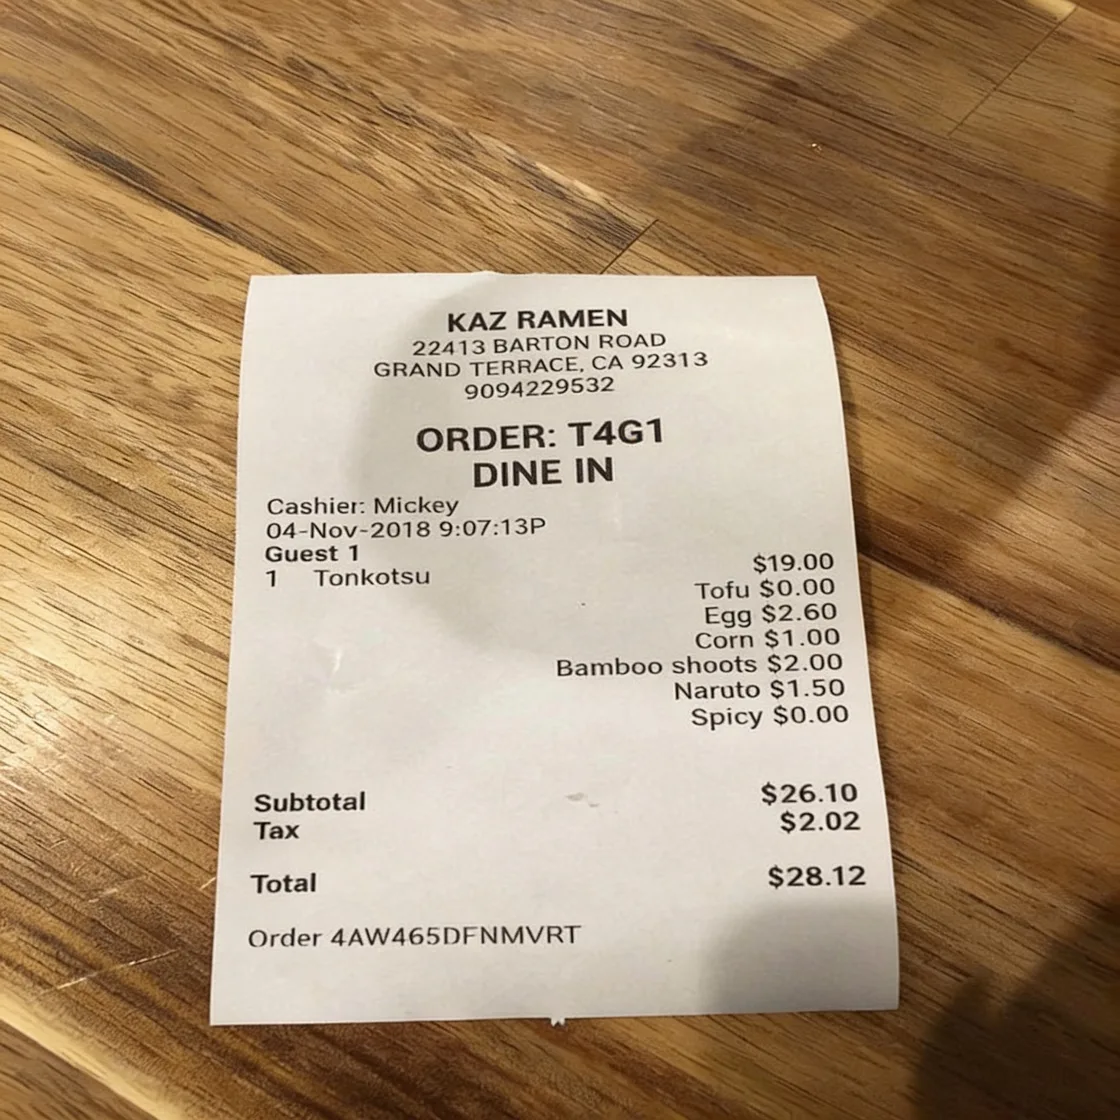 KAZ RAMEN
22413 BARTON ROAD
GRAND TERRACE, CA 92313
9094229532
ORDER: T4G1
DINE IN
Cashier: Mickey
04-Nov-2018 9:07:13P
Guest 1
1 Tonkotsu $19.00
Tofu $0.00
Egg $2.60
Corn $1.00
Bamboo shoots $2.00
Naruto $1.50
Spicy $0.00
Subtotal $26.10
Tax $2.02
Total $28.12
Order 4AW465DFNMVRT